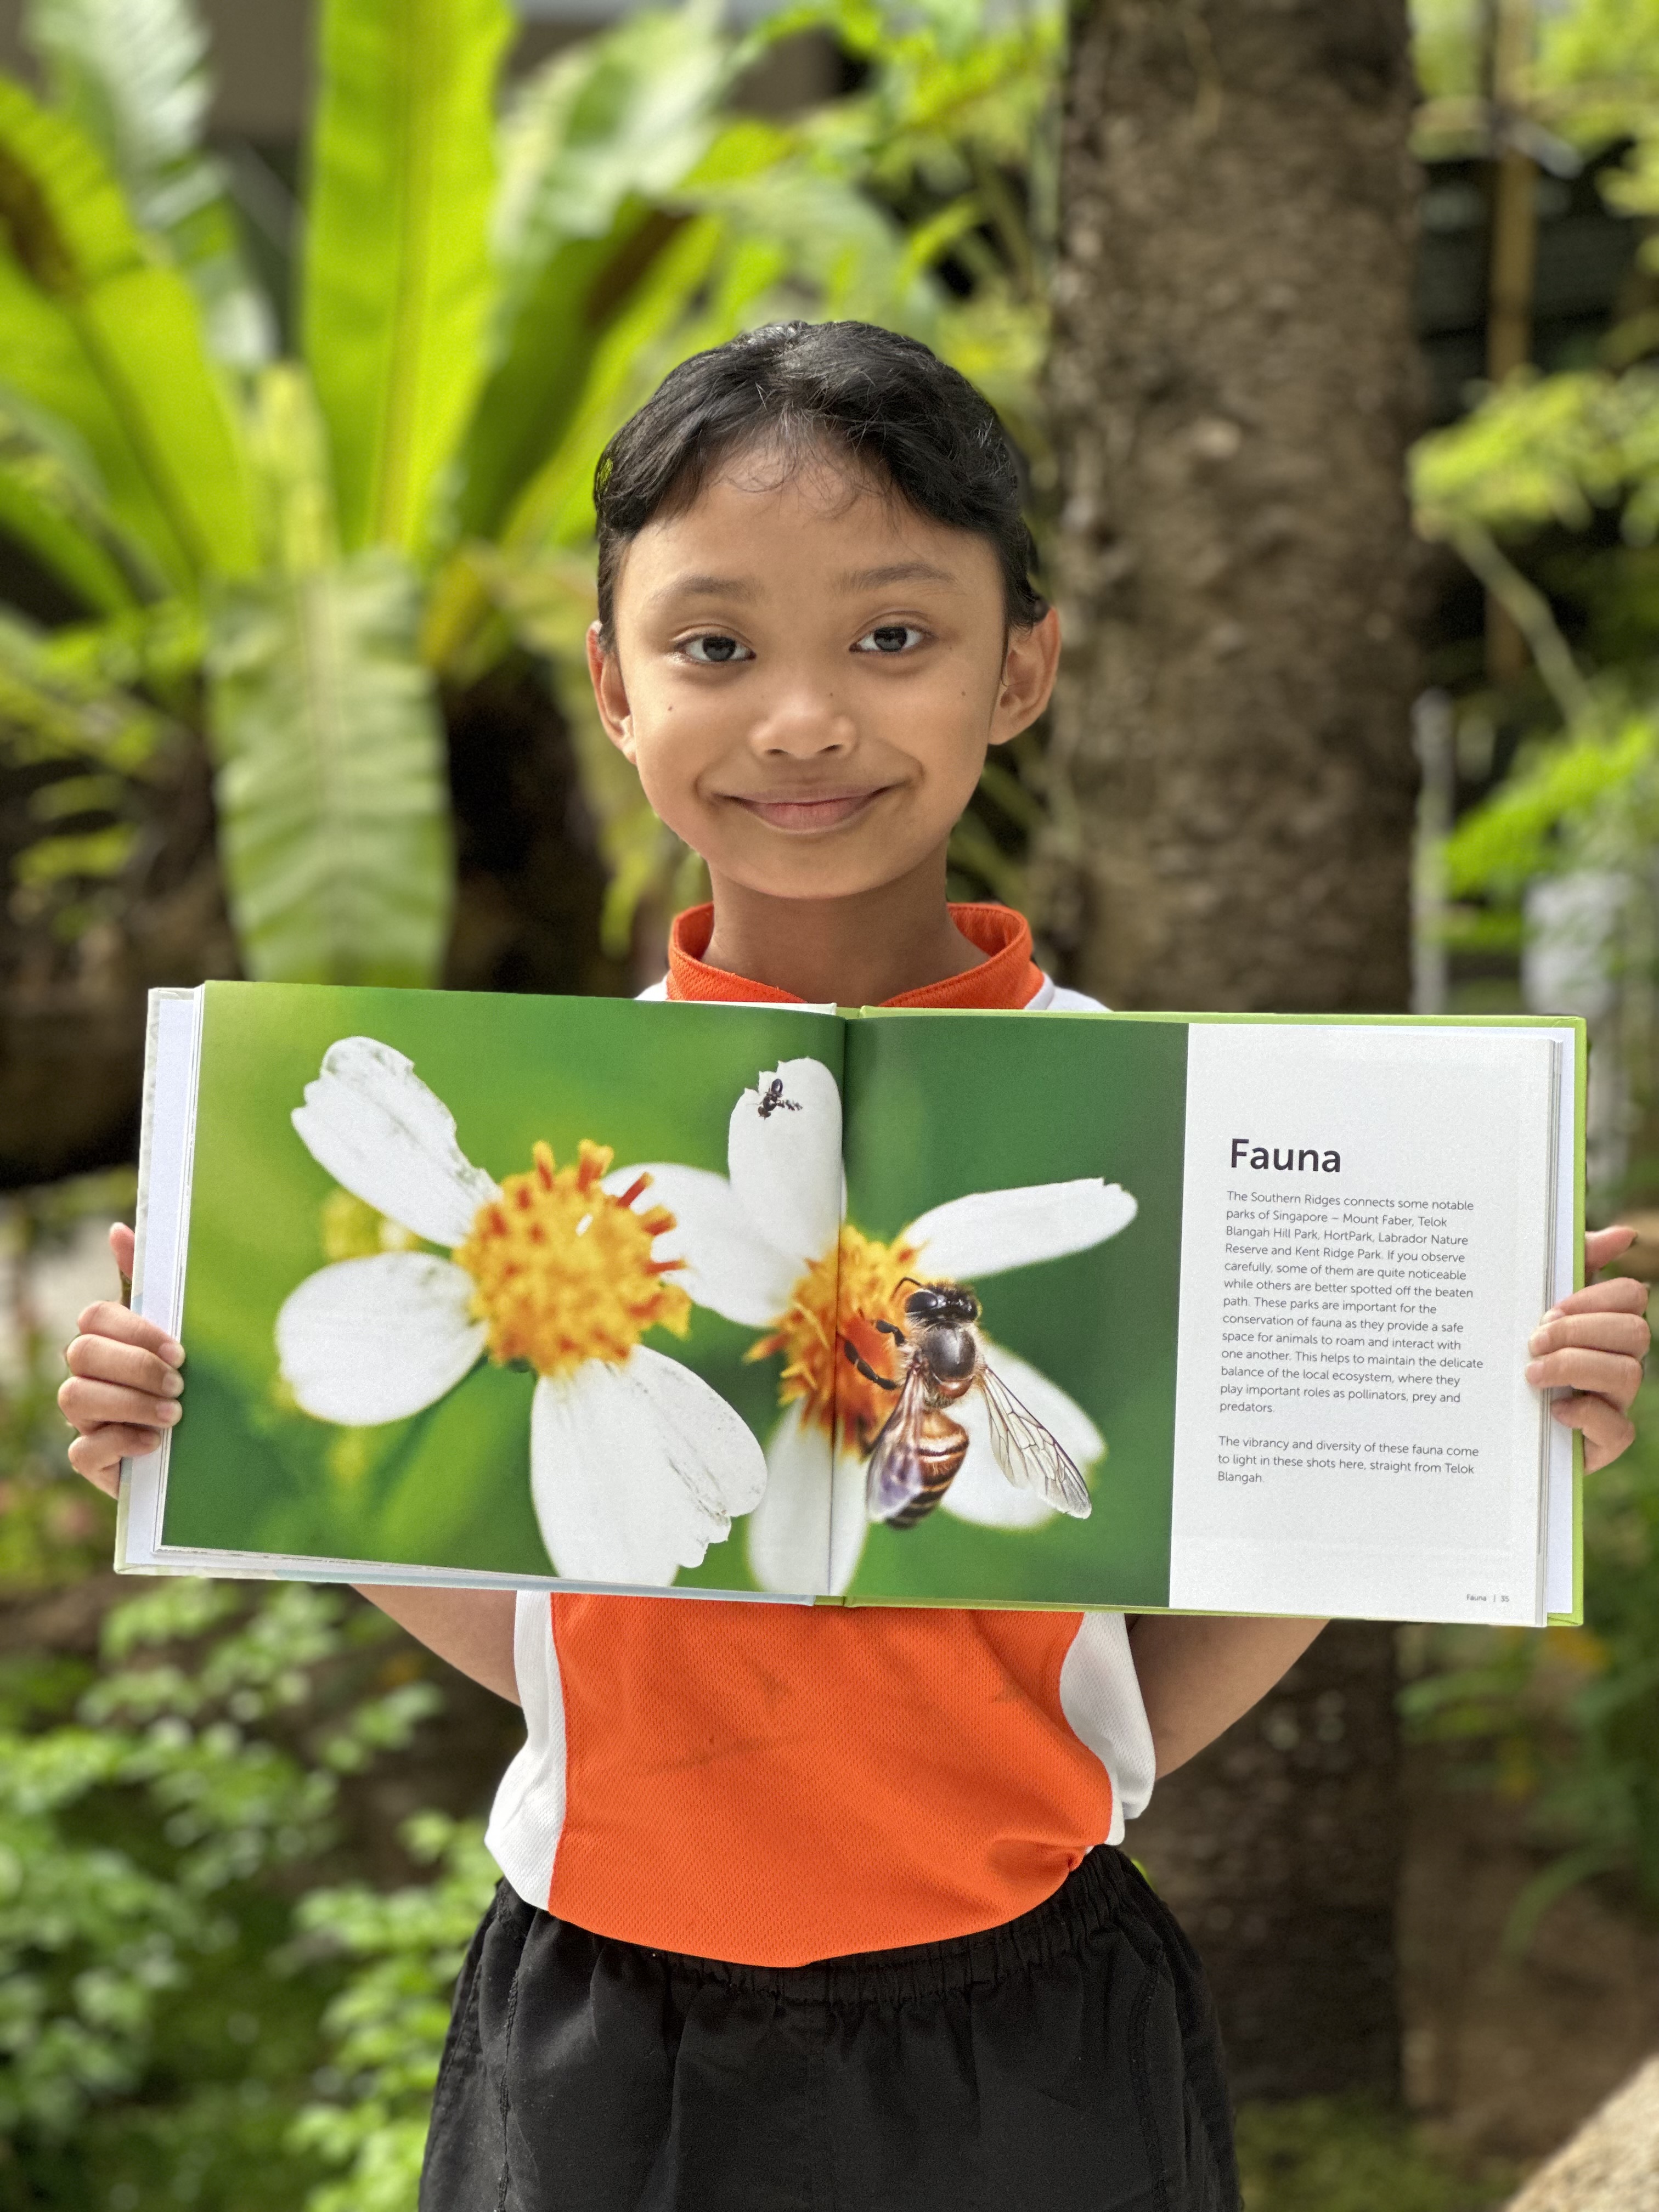 Fauna
The Southern Ridges connects some notable
parks of Singapore – Mount Faber, Telok
Blangah Hill Park, HortPark, Labrador Nature
Reserve and Kent Ridge Park. If you observe
carefully, some of them are quite noticeable
while others are better spotted off the beaten
path. These parks are important for the
conservation of fauna as they provide a safe
space for animals to roam and interact with
one another. This helps to maintain the delicate
balance of the local ecosystem, where they
play important roles as pollinators, prey and
predators.
The vibrancy and diversity of these fauna come
to light in these shots here, straight from Telok
Blangah.
Fauna | 35